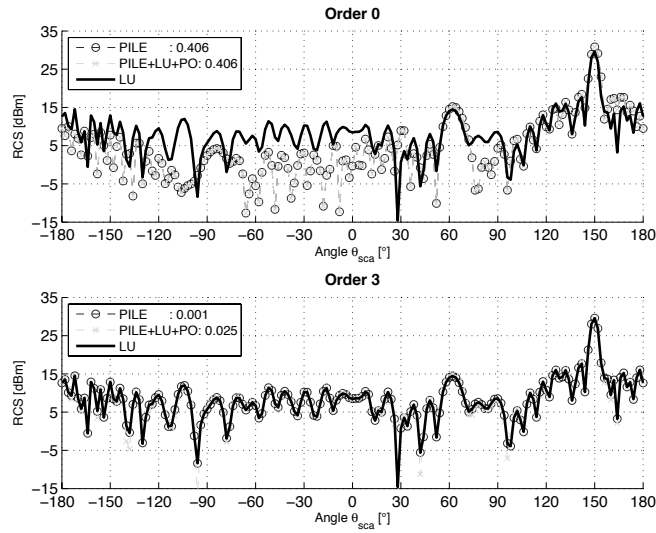 Order 0
35
25
15
5
−5
−15
RCS [dBm]
PILE : 0.406
PILE+LU+PO: 0.406
LU
−180 −150 −120 −90 −60 −30 0 30 60 90 120 150 180
Angle θsca [°]
Order 3
35
25
15
5
−5
−15
RCS [dBm]
PILE : 0.001
PILE+LU+PO: 0.025
LU
−180 −150 −120 −90 −60 −30 0 30 60 90 120 150 180
Angle θsca [°]